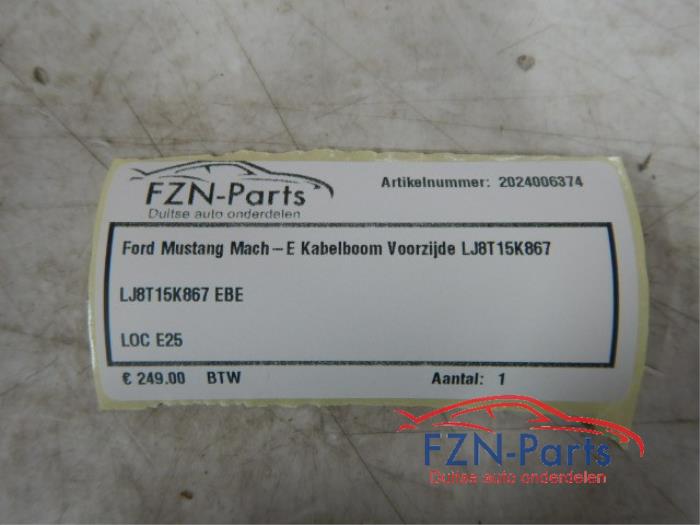 FZN-Parts
Duitse auto onderdelen
Artikelnummer: 2024006374
Ford Mustang Mach-E Kabelboom Voorzijde LJ8T15K867
LJ8T15K867 EBE
LOC E25
€ 249.00 BTW Aantal: 1
FZN-Parts
Duitse auto onderdelen